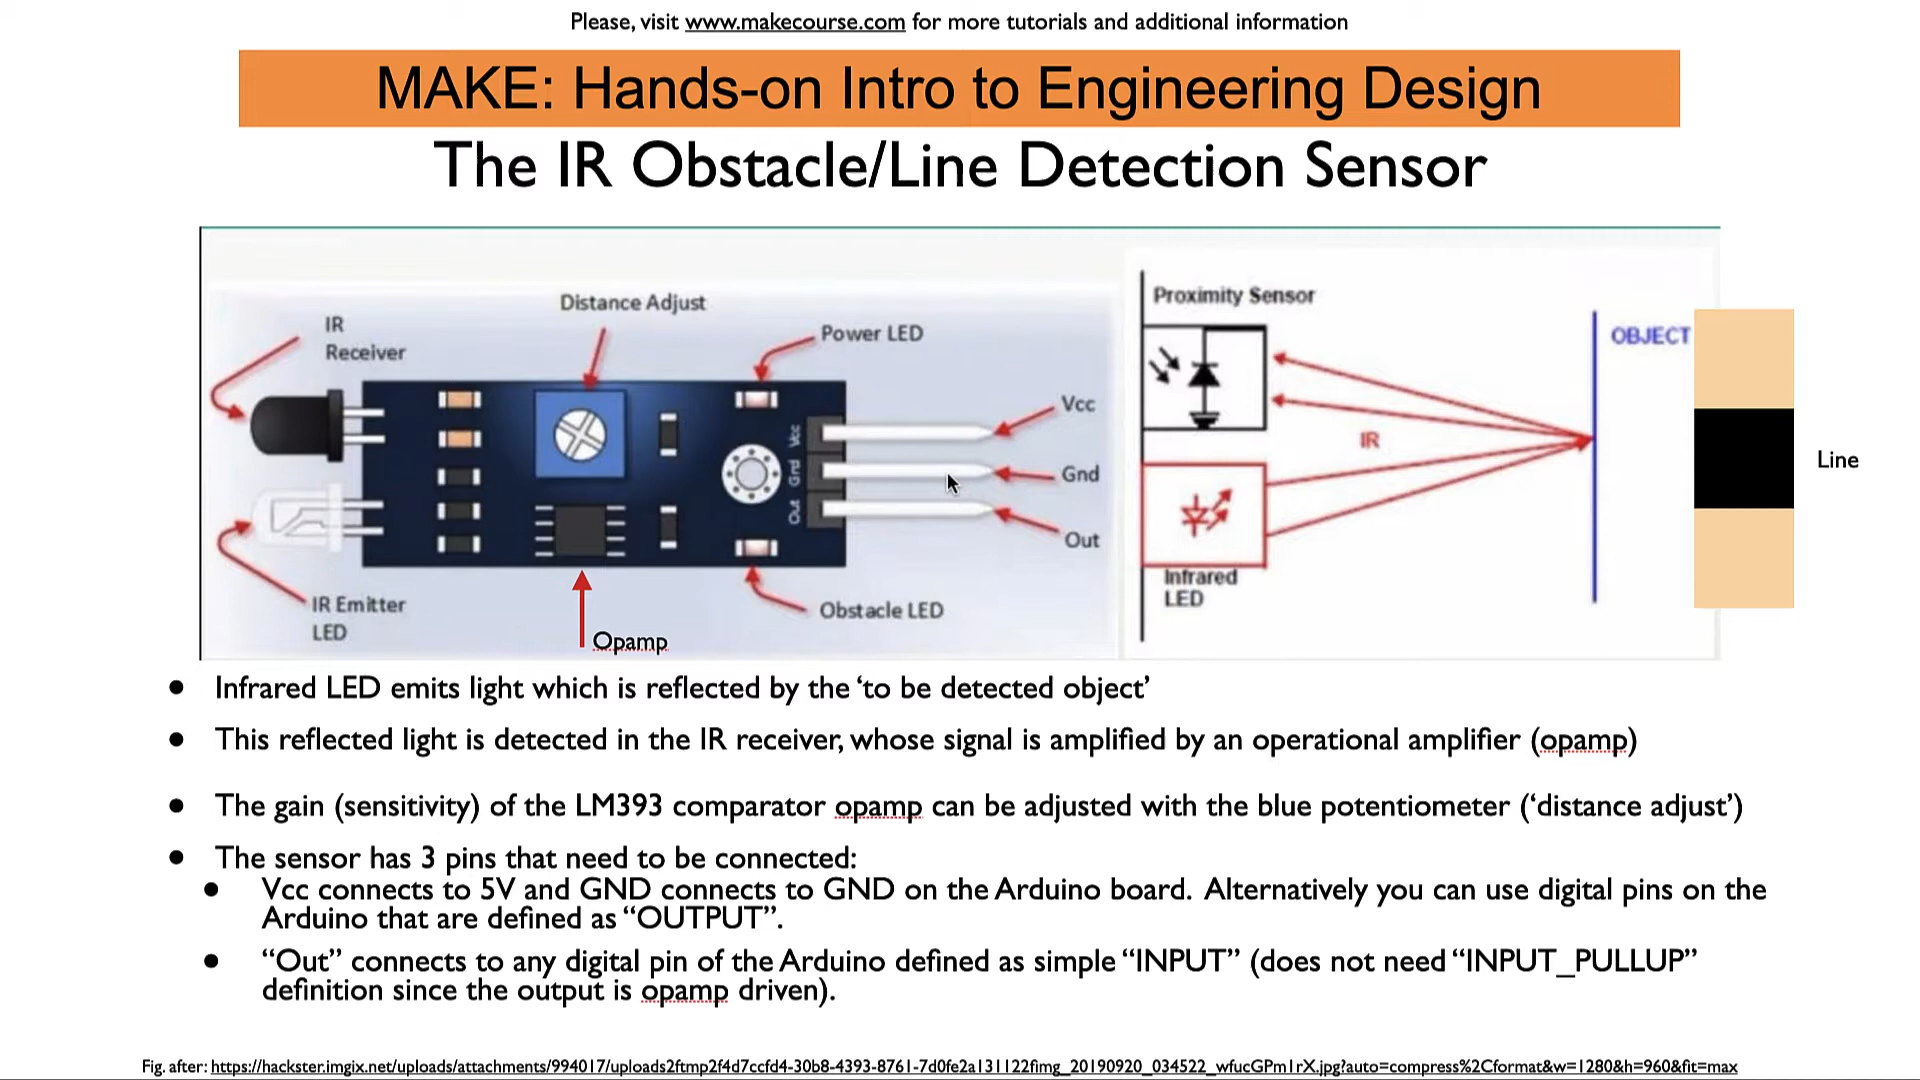 Please, visit www.makecourse.com for more tutorials and additional information
MAKE: Hands-on Intro to Engineering Design
The IR Obstacle/Line Detection Sensor
IR
Receiver
Distance Adjust
Power LED
Vcc
Gnd
Out
Vcc
Grd
Out
IR Emitter
LED
Opamp
Obstacle LED
Proximity Sensor
OBJECT
IR
Infrared
LED
Line
• Infrared LED emits light which is reflected by the ‘to be detected object’
• This reflected light is detected in the IR receiver, whose signal is amplified by an operational amplifier (opamp)
• The gain (sensitivity) of the LM393 comparator opamp can be adjusted with the blue potentiometer (‘distance adjust’)
• The sensor has 3 pins that need to be connected:
• Vcc connects to 5V and GND connects to GND on the Arduino board. Alternatively you can use digital pins on the
Arduino that are defined as “OUTPUT”.
• “Out” connects to any digital pin of the Arduino defined as simple “INPUT” (does not need “INPUT_PULLUP”
definition since the output is opamp driven).
Fig. after: https://hackster.imgix.net/uploads/attachments/994017/uploads2ftmp2f4d7ccfd4-30b8-4393-8761-7d0fe2a131122fimg_20190920_034522_wfucGPm1rX.jpg?auto=compress%2Cformat&w=1280&h=960&fit=max